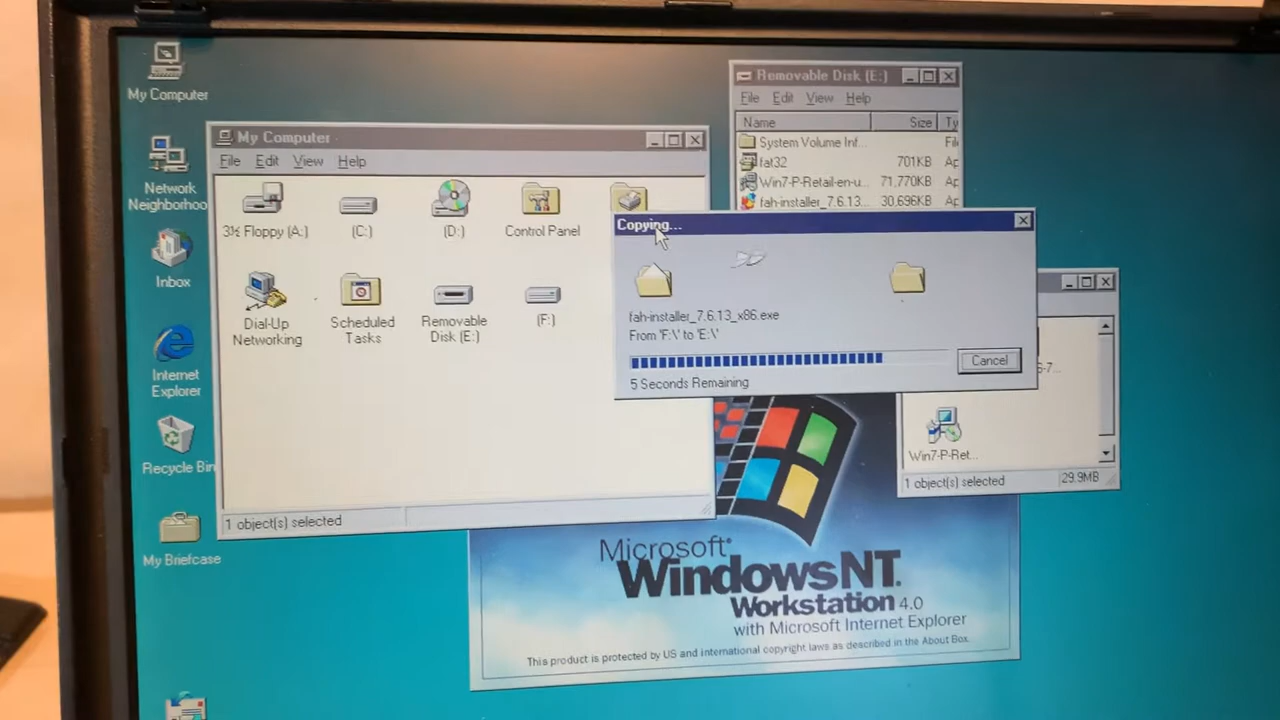 My Computer
Network
Neighborhoo
Inbox
Internet
Explorer
Recycle Bin
My Briefcase
My Computer
File Edit View Help
3½ Floppy (A:)
(C:)
(D:)
Control Panel
Dial-Up
Networking
Scheduled
Tasks
Removable
Disk (E:)
(F:)
1 object(s) selected
Removable Disk (E:)
File Edit View Help
Name Size Ty
System Volume Inf... Fil
fat32 701KB Ap
Win7-P-Retail-en-u... 71,770KB Ap
fah-installer_7.6.13... 30,696KB Ap
Copying...
fah-installer_7.6.13_x86.exe
From 'F:\' to 'E:\'
Cancel
5 Seconds Remaining
Win7-P-Ret...
1 object(s) selected 29.9MB
Microsoft®
Windows NT.
Workstation 4.0
with Microsoft Internet Explorer
This product is protected by US and international copyright laws as described in the About Box.